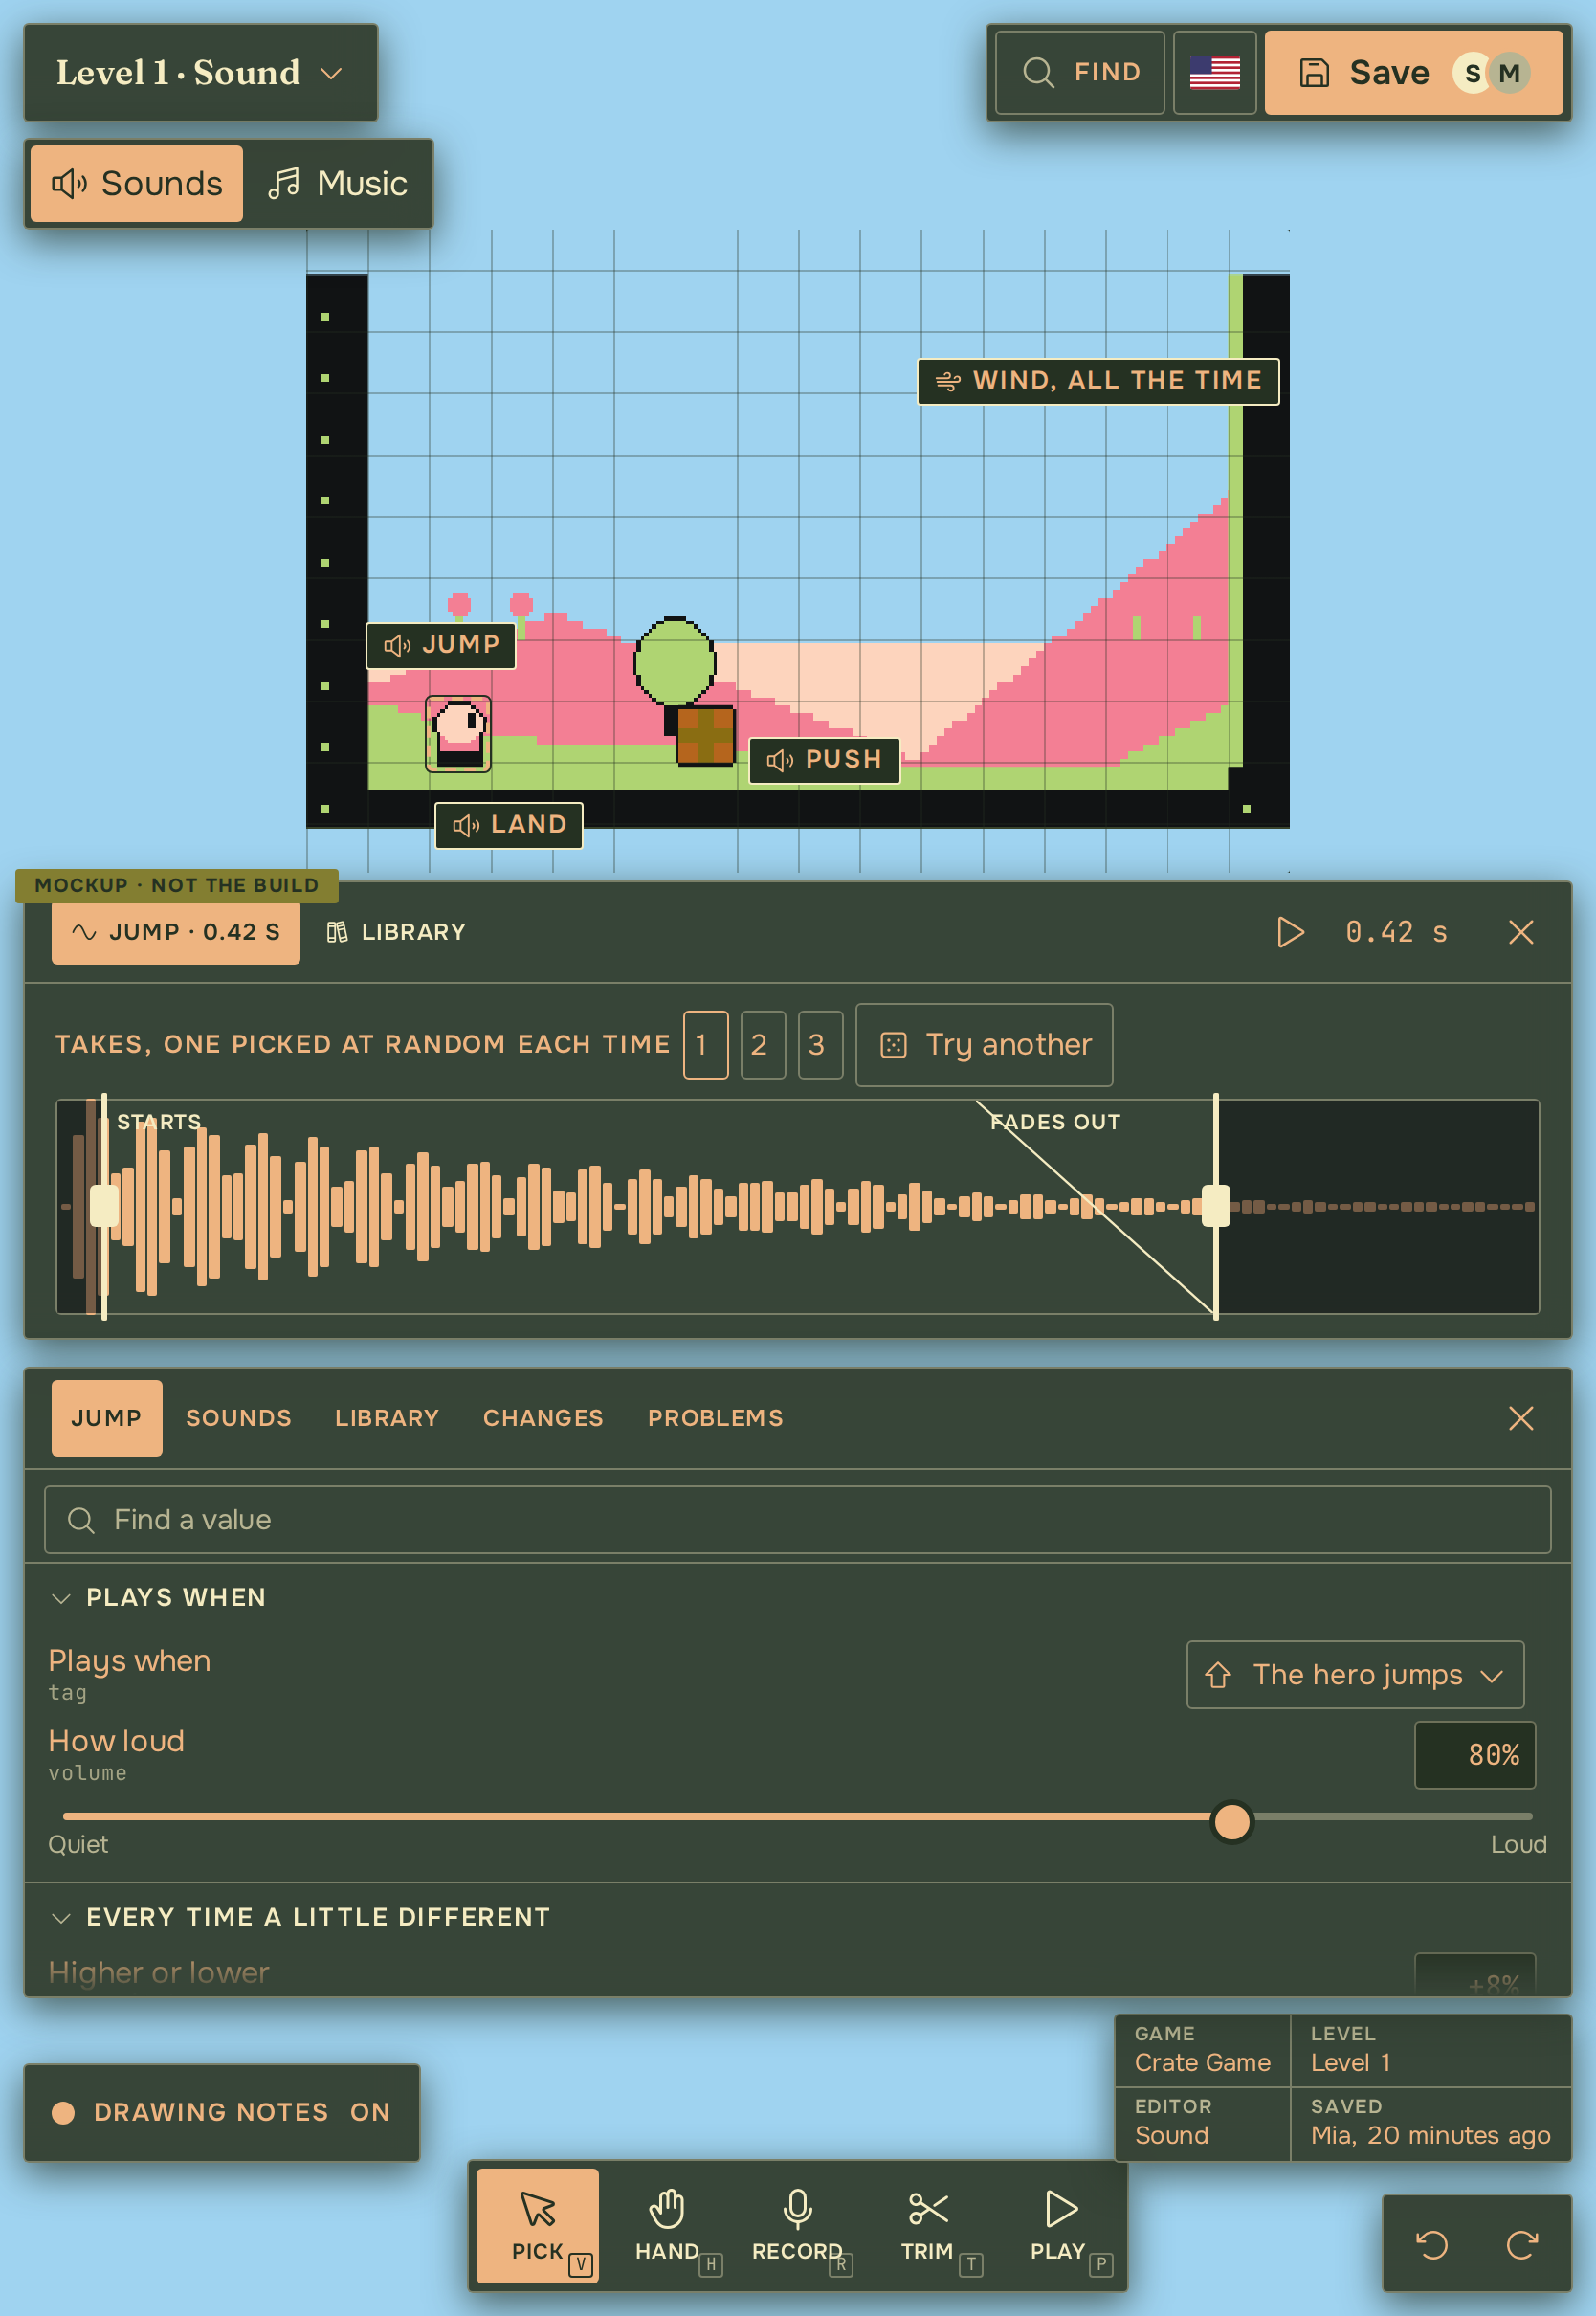 Level 1 · Sound
FIND
Save
S
M
Sounds
Music
WIND, ALL THE TIME
JUMP
PUSH
LAND
MOCKUP · NOT THE BUILD
JUMP · 0.42 S
LIBRARY
0.42 s
TAKES, ONE PICKED AT RANDOM EACH TIME
1
2
3
Try another
STARTS
FADES OUT
JUMP
SOUNDS
LIBRARY
CHANGES
PROBLEMS
Find a value
PLAYS WHEN
Plays when
tag
The hero jumps
How loud
volume
80%
Quiet
Loud
EVERY TIME A LITTLE DIFFERENT
Higher or lower
+8%
GAME
Crate Game
LEVEL
Level 1
EDITOR
Sound
SAVED
Mia, 20 minutes ago
DRAWING NOTES ON
PICK
V
HAND
H
RECORD
R
TRIM
T
PLAY
P